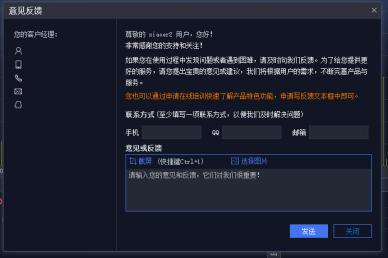 意见反馈
您的客户经理：
尊敬的 nieser2 用户，您好！
非常感谢您的支持和关注！
如果您在使用过程中发现问题或者遇到困难，请及时向我们反馈。为了给您提供更
好的服务，请您提出宝贵的意见或建议，我们将根据用户的需求，不断完善产品与
服务。
您也可以通过申请在线培训快速了解产品特色功能，申请写反馈文本框中即可。
联系方式(至少填写一项联系方式，以便我们及时解决问题)
手机 QQ 邮箱
意见或反馈
截屏 (快捷键Ctrl+t) 选择图片
请输入您的意见和反馈，它们对我们很重要！
发送 关闭